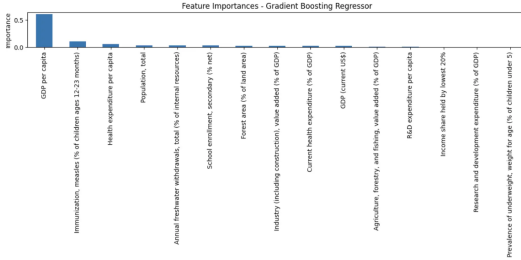 Feature Importances - Gradient Boosting Regressor
Importance
0.5
0.0
GDP per capita
Immunization, measles (% of children ages 12-23 months)
Health expenditure per capita
Population, total
Annual freshwater withdrawals, total (% of internal resources)
School enrollment, secondary (% net)
Forest area (% of land area)
Industry (including construction), value added (% of GDP)
Current health expenditure (% of GDP)
GDP (current US$)
Agriculture, forestry, and fishing, value added (% of GDP)
R&D expenditure per capita
Income share held by lowest 20%
Research and development expenditure (% of GDP)
Prevalence of underweight, weight for age (% of children under 5)